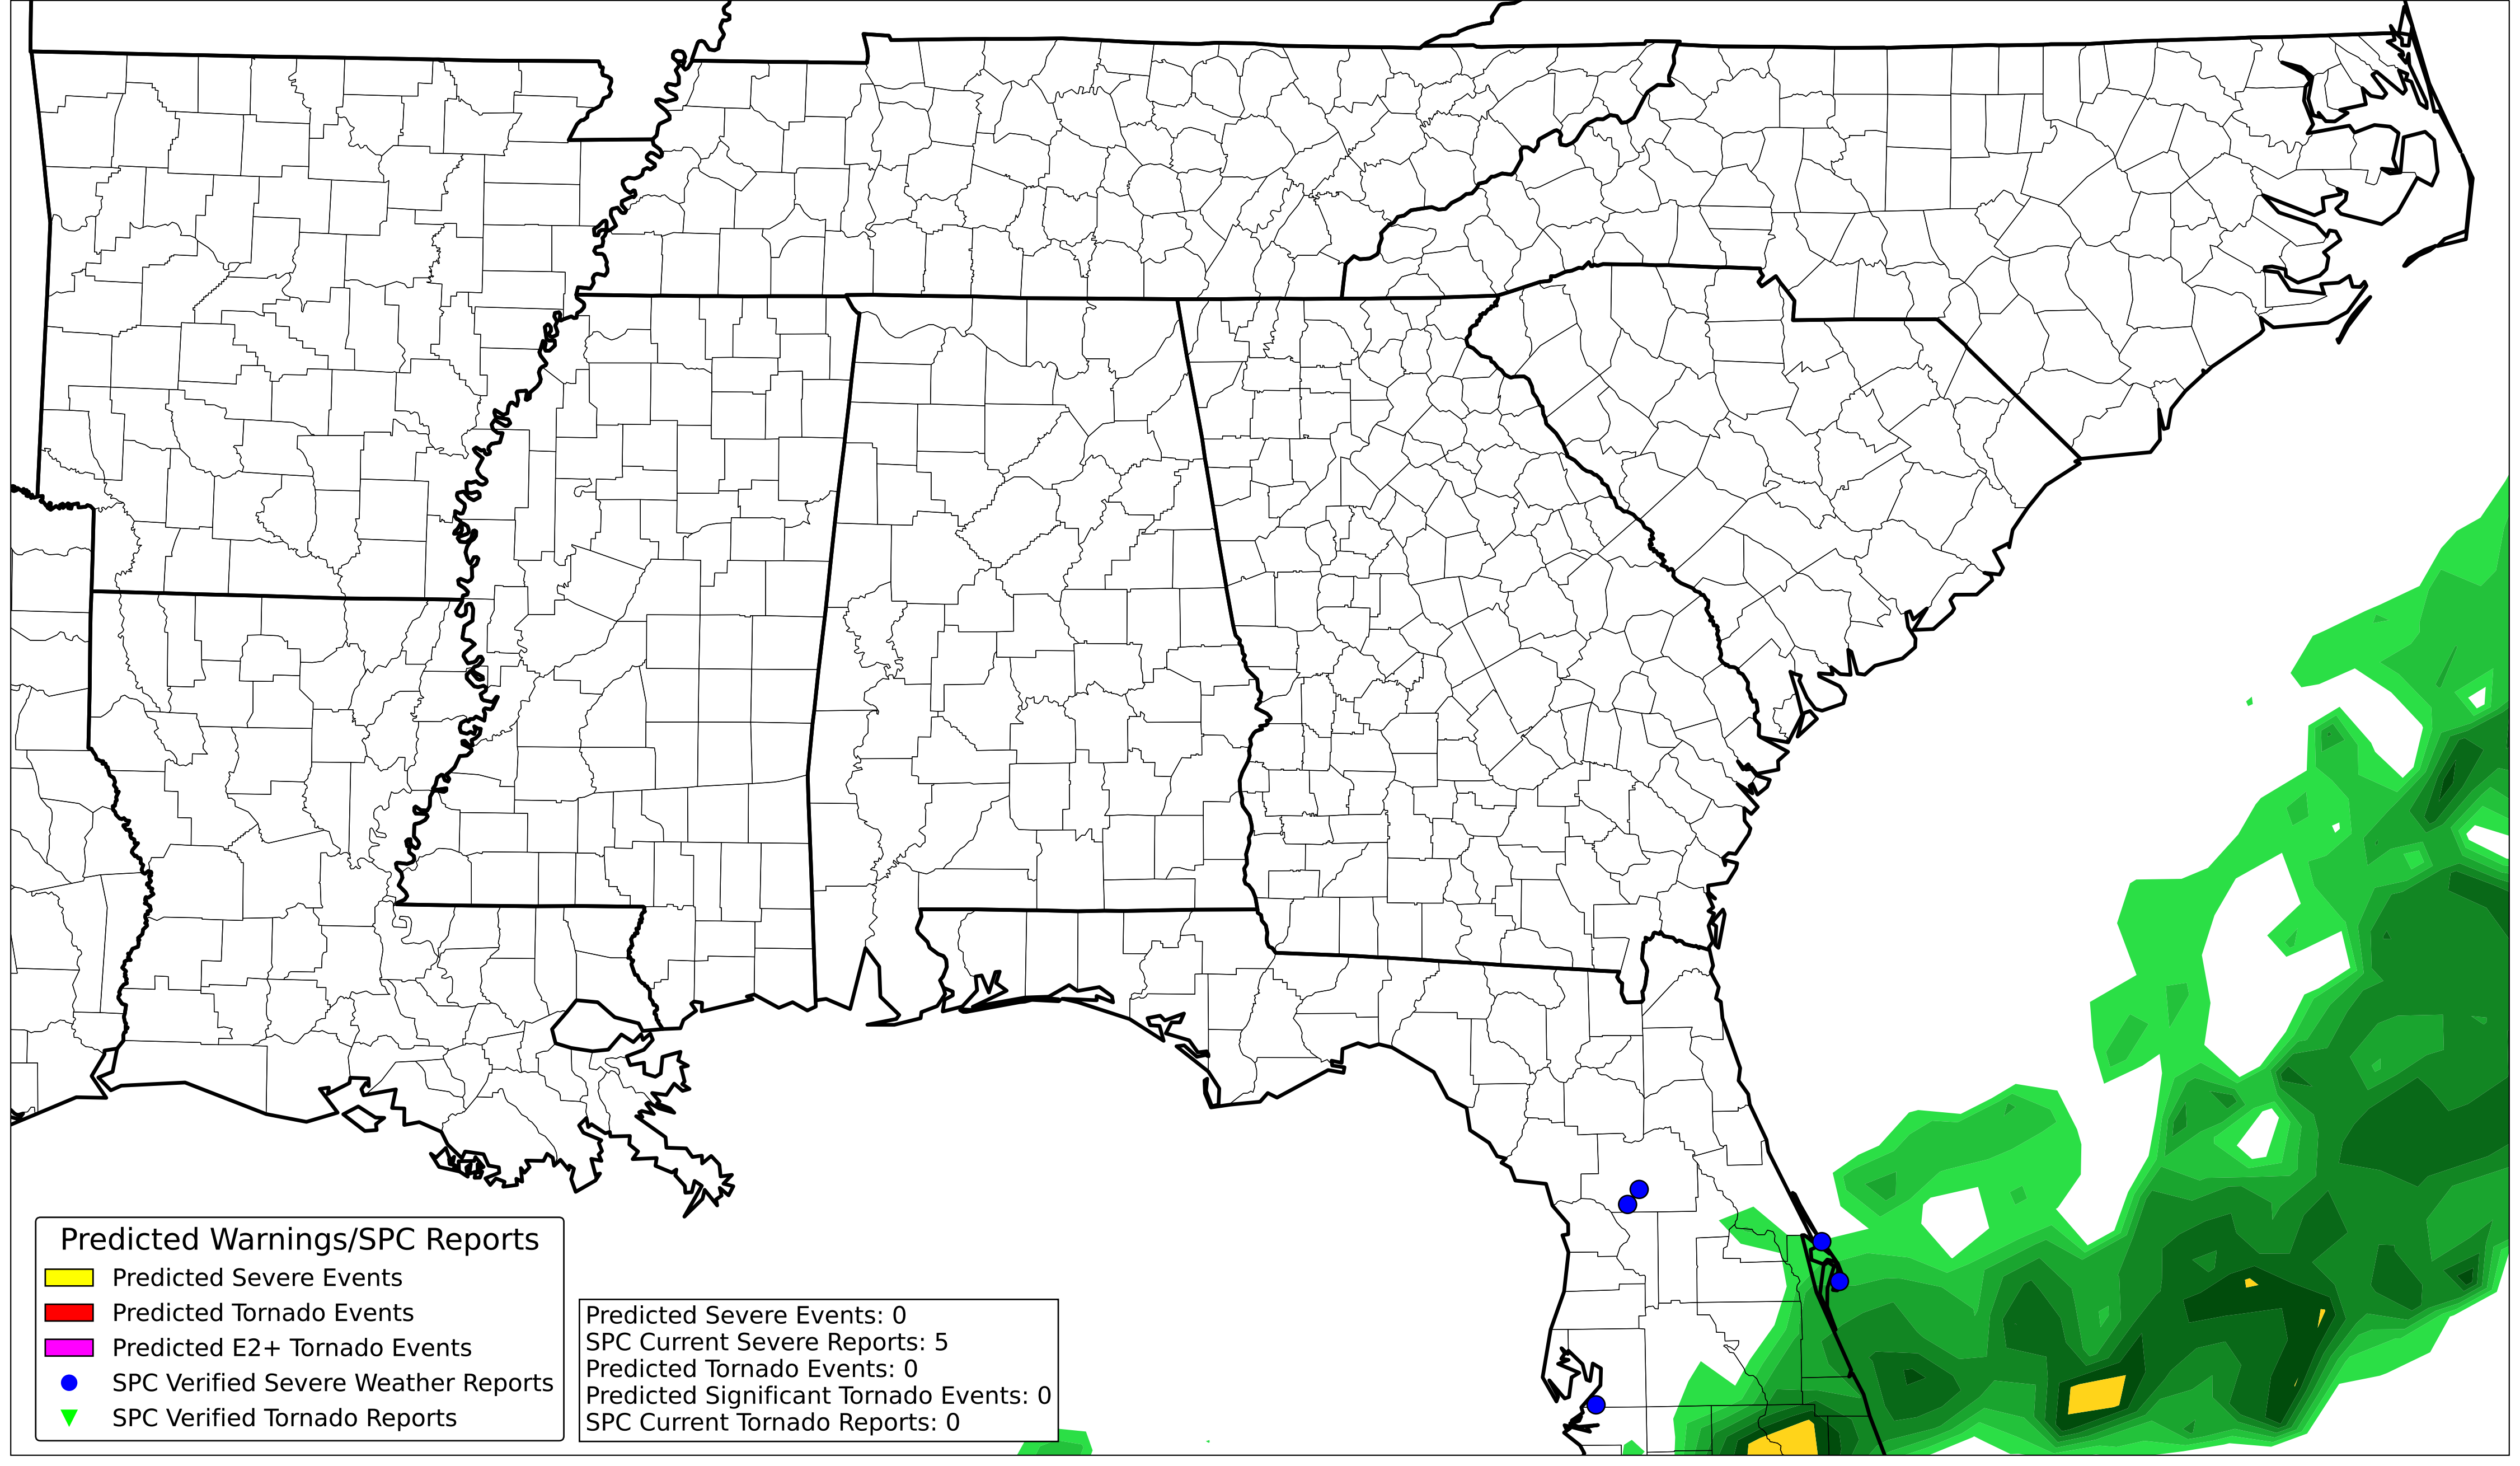 Predicted Warnings/SPC Reports
Predicted Severe Events
Predicted Tornado Events
Predicted E2+ Tornado Events
SPC Verified Severe Weather Reports
SPC Verified Tornado Reports
Predicted Severe Events: 0
SPC Current Severe Reports: 5
Predicted Tornado Events: 0
Predicted Significant Tornado Events: 0
SPC Current Tornado Reports: 0